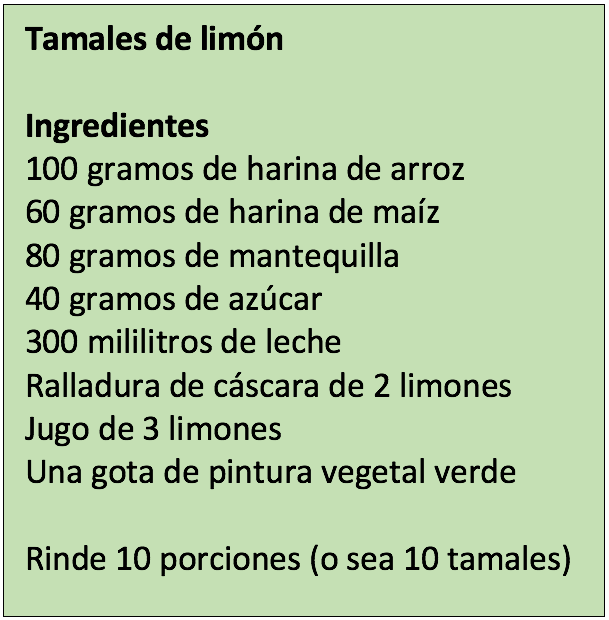 Tamales de limón
Ingredientes
100 gramos de harina de arroz
60 gramos de harina de maíz
80 gramos de mantequilla
40 gramos de azúcar
300 mililitros de leche
Ralladura de cáscara de 2 limones
Jugo de 3 limones
Una gota de pintura vegetal verde
Rinde 10 porciones (o sea 10 tamales)